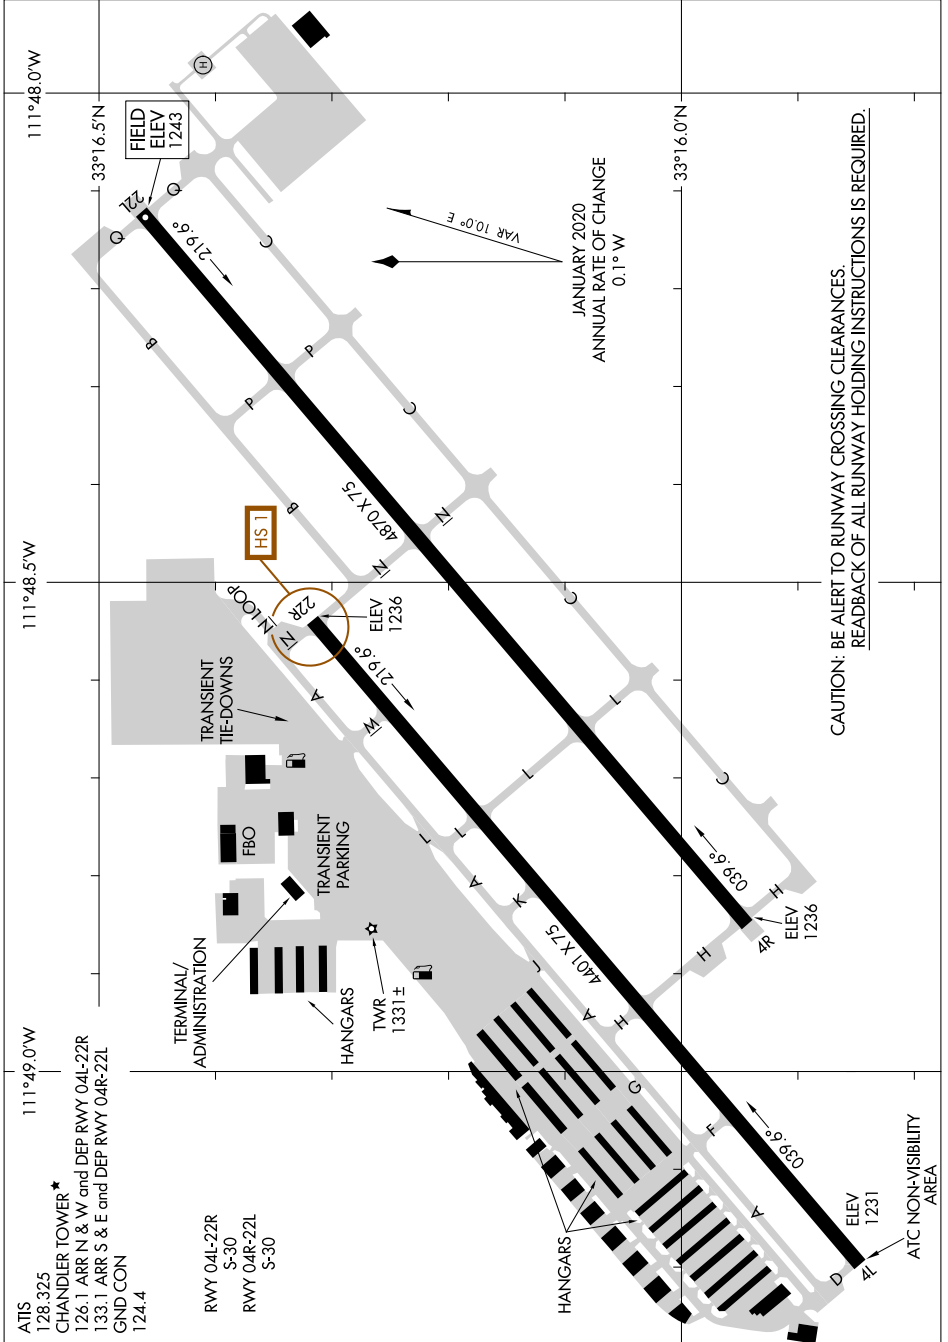 ATIS
128.325
CHANDLER TOWER★
126.1 ARR N & W and DEP RWY 04L-22R
133.1 ARR S & E and DEP RWY 04R-22L
GND CON
124.4
RWY 04L-22R
S-30
RWY 04R-22L
S-30
111°49.0'W
111°48.5'W
111°48.0'W
33°16.5'N
33°16.0'N
FIELD
ELEV
1243
22L
219.6°
Q
Q
C
B
P
P
C
B
4870 X 75
HS 1
N
N
N
N LOOP
22R
ELEV
1236
219.6°
A
M
TRANSIENT
TIE-DOWNS
FBO
TRANSIENT
PARKING
TERMINAL/
ADMINISTRATION
HANGARS
TWR
1331±
L
L
L
L
C
C
A
K
J
4401 X 75
A
H
H
H
039.6°
4R
ELEV
1236
G
F
A
039.6°
D
4L
ELEV
1231
ATC NON-VISIBILITY
AREA
HANGARS
H
VAR 10.0° E
JANUARY 2020
ANNUAL RATE OF CHANGE
0.1° W
CAUTION: BE ALERT TO RUNWAY CROSSING CLEARANCES.
READBACK OF ALL RUNWAY HOLDING INSTRUCTIONS IS REQUIRED.